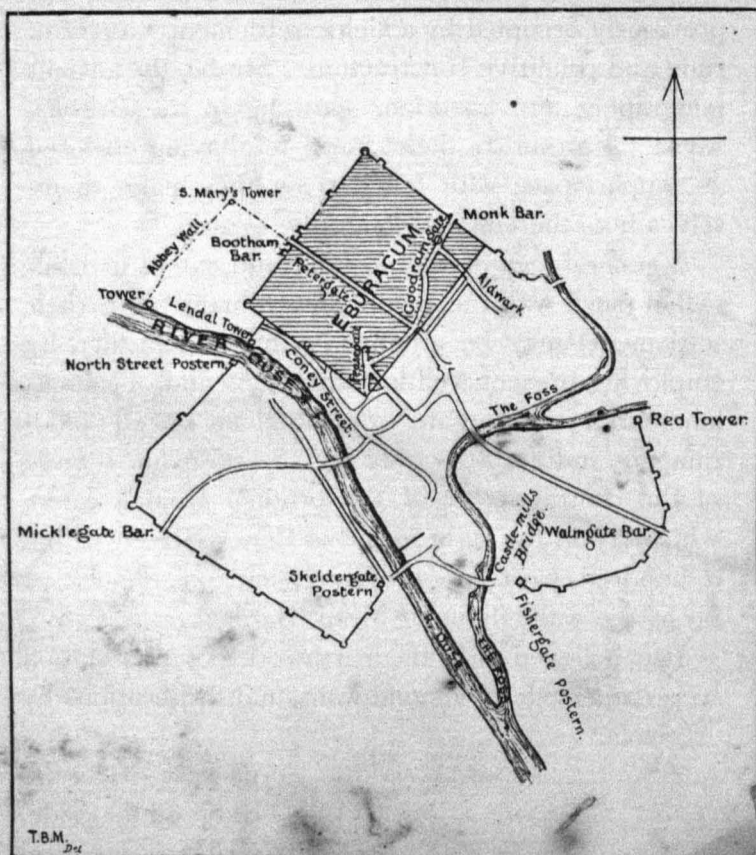 S. Mary's Tower
Abbey Wall.
Bootham
Bar.
Monk Bar.
EBURACUM
Petergate
Goodramgate
Aldwark
Tower
Lendal Tower
RIVER OUSE
North Street Postern
Coney Street
The Foss
Red Tower
Micklegate Bar.
Castle-mills
Bridge.
Walmgate Bar.
Skeldergate
Postern
Fishergate Postern.
R. OUSE
THE FOSS
T.B.M.
Del